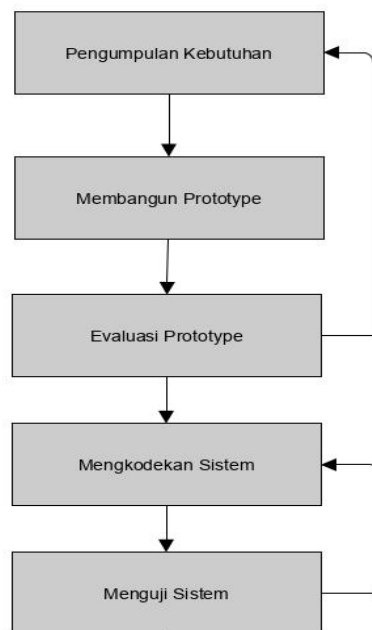 Pengumpulan Kebutuhan
Membangun Prototype
Evaluasi Prototype
Mengkodekan Sistem
Menguji Sistem